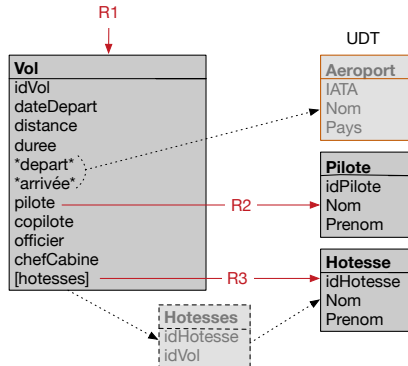 R1
UDT
Vol
idVol
dateDepart
distance
duree
*depart*
*arrivée*
pilote
copilote
officier
chefCabine
[hotesses]
Aeroport
IATA
Nom
Pays
R2
Pilote
idPilote
Nom
Prenom
R3
Hotesse
idHotesse
Nom
Prenom
Hotesses
idHotesse
idVol